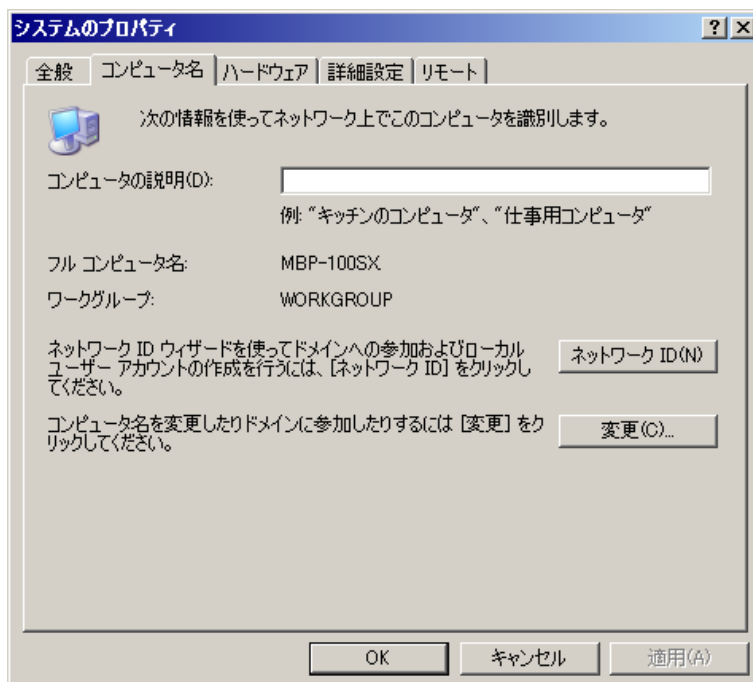 システムのプロパティ
全般
コンピュータ名
ハードウェア
詳細設定
リモート
次の情報を使ってネットワーク上でこのコンピュータを識別します。
コンピュータの説明(D):
例: "キッチンのコンピュータ"、"仕事用コンピュータ"
フル コンピュータ名: MBP-100SX
ワークグループ: WORKGROUP
ネットワーク ID ウィザードを使ってドメインへの参加およびローカル
ユーザー アカウントの作成を行うには、[ネットワーク ID] をクリックし
てください。
ネットワーク ID(N)
コンピュータ名を変更したりドメインに参加したりするには [変更] をク
リックしてください。
変更(C)...
OK
キャンセル
適用(A)